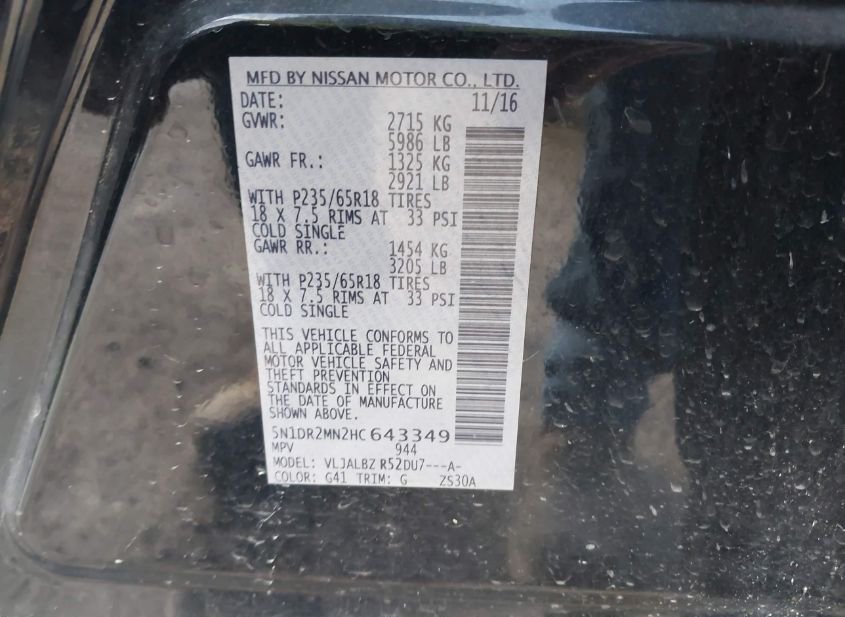 MFD BY NISSAN MOTOR CO., LTD.
DATE: 11/16
GVWR: 2715 KG
5986 LB
GAWR FR.: 1325 KG
2921 LB
WITH P235/65R18 TIRES
18 X 7.5 RIMS AT 33 PSI
COLD SINGLE
GAWR RR.: 1454 KG
3205 LB
WITH P235/65R18 TIRES
18 X 7.5 RIMS AT 33 PSI
COLD SINGLE
THIS VEHICLE CONFORMS TO
ALL APPLICABLE FEDERAL
MOTOR VEHICLE SAFETY AND
THEFT PREVENTION
STANDARDS IN EFFECT ON
THE DATE OF MANUFACTURE
SHOWN ABOVE.
5N1DR2MN2HC643349
MPV 944
MODEL: VLJALBZ R52DU7---A-
COLOR: G41 TRIM: G ZS30A